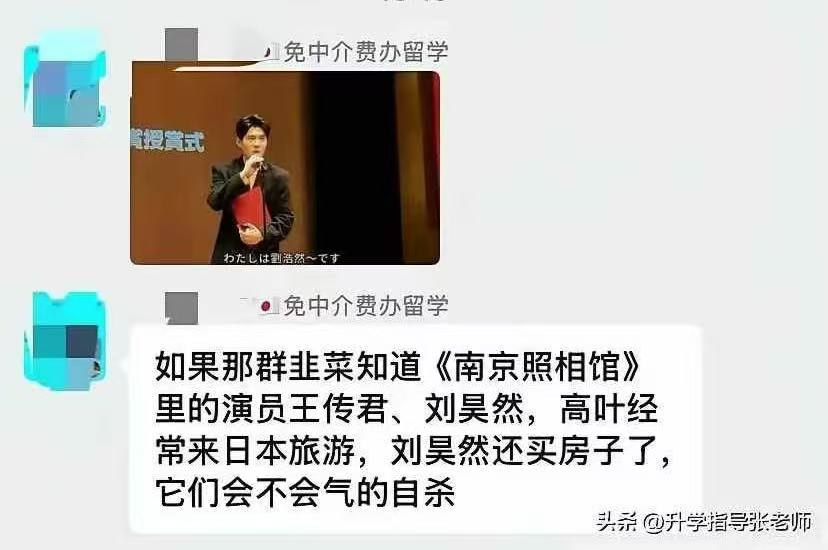 免中介费办留学
賞授賞式
わたしは劉浩然～です
免中介费办留学
如果那群韭菜知道《南京照相馆》
里的演员王传君、刘昊然，高叶经
常来日本旅游，刘昊然还买房子了，
它们会不会气的自杀
头条 @升学指导张老师